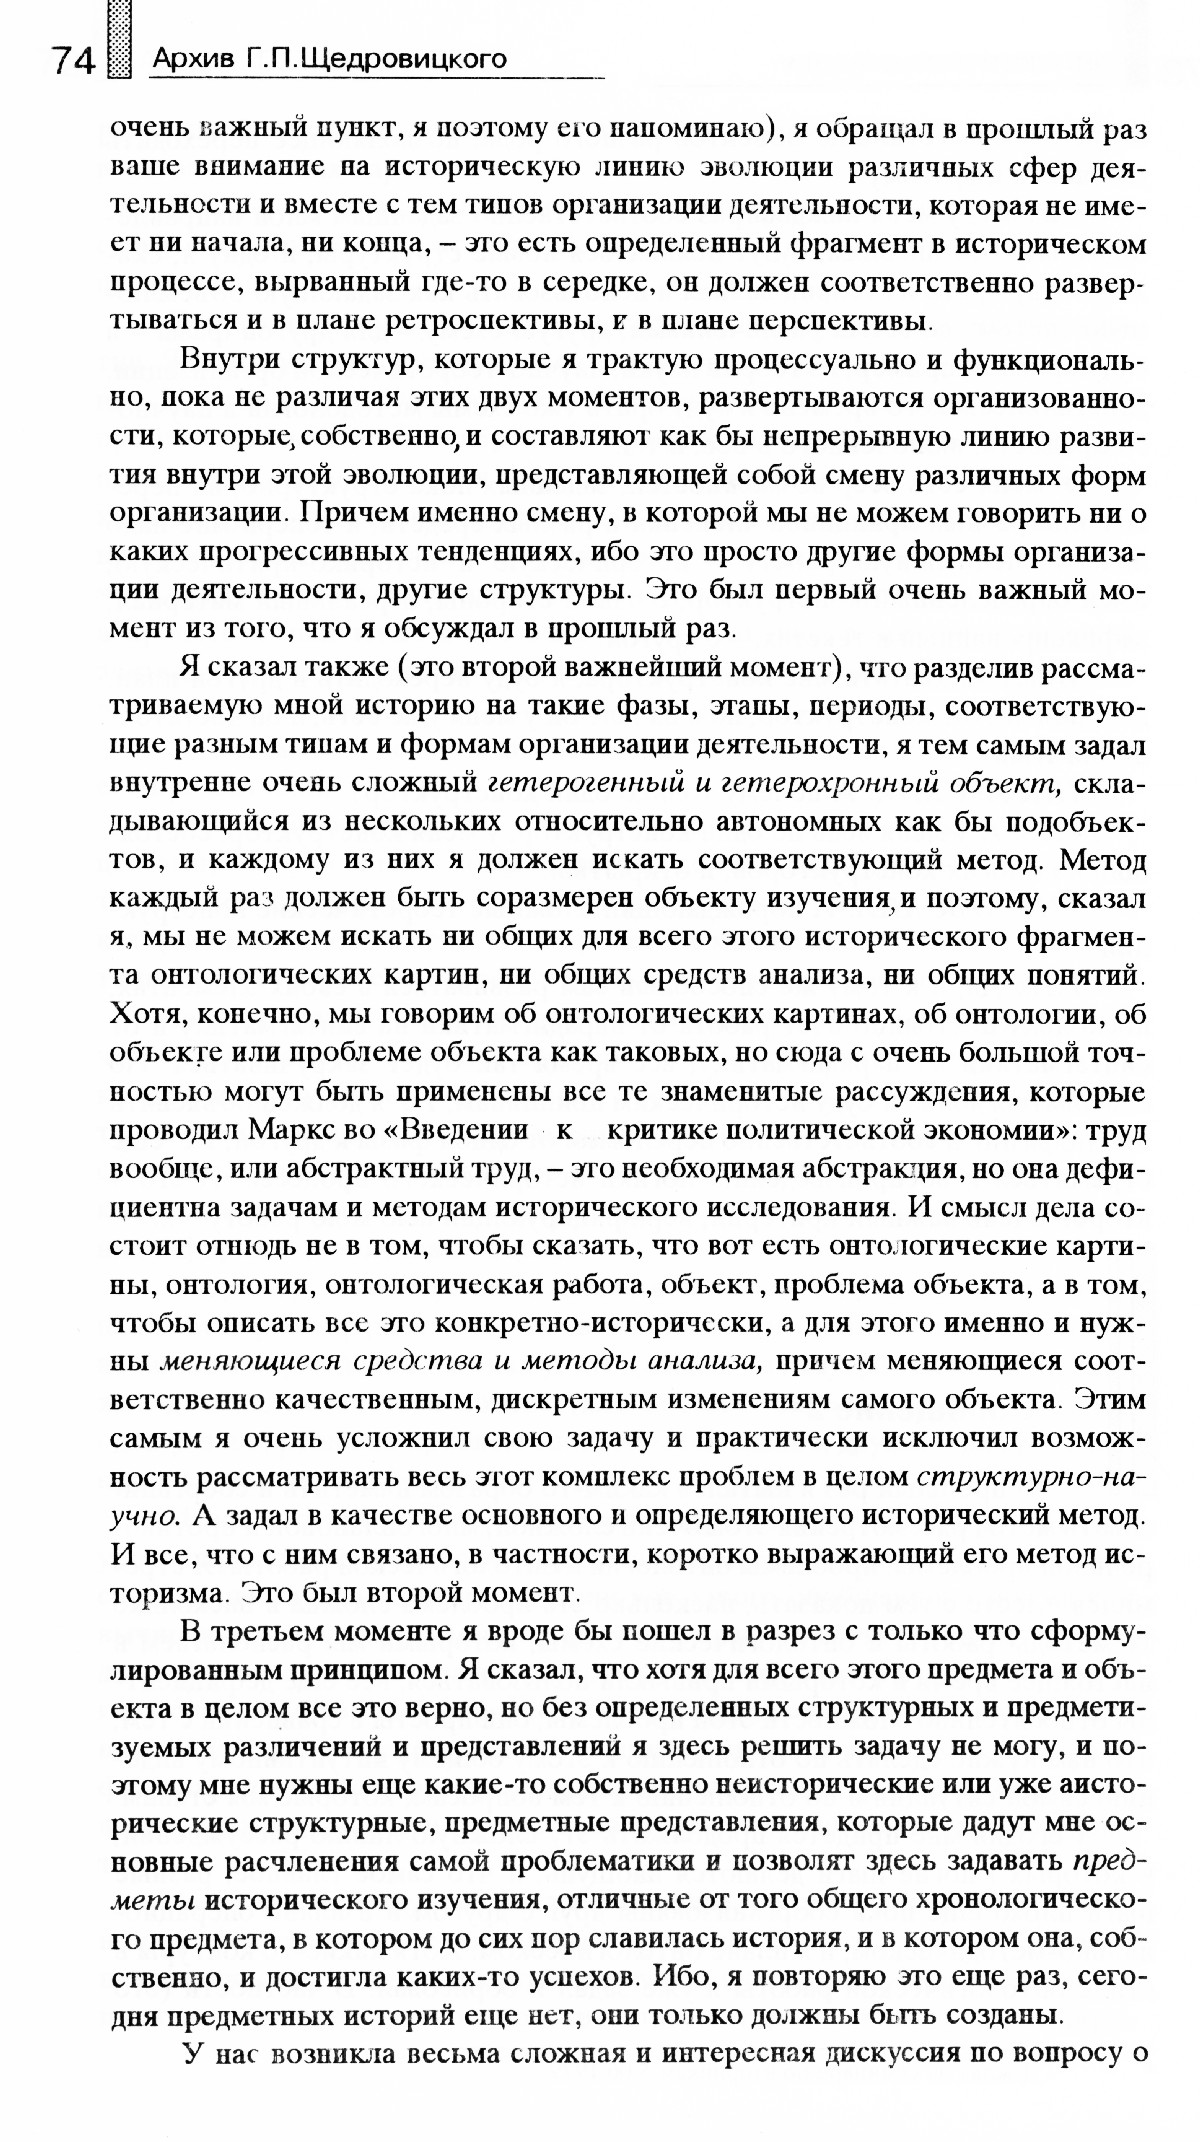 74 Архив Г.П.Щедровицкого
очень важный пункт, я поэтому его напоминаю), я обращал в прошлый раз
ваше внимание на историческую линию эволюции различных сфер дея-
тельности и вместе с тем типов организации деятельности, которая не име-
ет ни начала, ни конца, – это есть определенный фрагмент в историческом
процессе, вырванный где-то в середке, он должен соответственно развер-
тываться и в плане ретроспективы, и в плане перспективы.
Внутри структур, которые я трактую процессуально и функциональ-
но, пока не различая этих двух моментов, развертываются организованно-
сти, которые, собственно, и составляют как бы непрерывную линию разви-
тия внутри этой эволюции, представляющей собой смену различных форм
организации. Причем именно смену, в которой мы не можем говорить ни о
каких прогрессивных тенденциях, ибо это просто другие формы организа-
ции деятельности, другие структуры. Это был первый очень важный мо-
мент из того, что я обсуждал в прошлый раз.
Я сказал также (это второй важнейший момент), что разделив рассма-
триваемую мной историю на такие фазы, этапы, периоды, соответствую-
щие разным типам и формам организации деятельности, я тем самым задал
внутренне очень сложный гетерогенный и гетерохронный объект, скла-
дывающийся из нескольких относительно автономных как бы подобъек-
тов, и каждому из них я должен искать соответствующий метод. Метод
каждый раз должен быть соразмерен объекту изучения, и поэтому, сказал
я, мы не можем искать ни общих для всего этого исторического фрагмен-
та онтологических картин, ни общих средств анализа, ни общих понятий.
Хотя, конечно, мы говорим об онтологических картинах, об онтологии, об
объекте или проблеме объекта как таковых, но сюда с очень большой точ-
ностью могут быть применены все те знаменитые рассуждения, которые
проводил Маркс во «Введении к критике политической экономии»: труд
вообще, или абстрактный труд, – это необходимая абстракция, но она дефи-
циентна задачам и методам исторического исследования. И смысл дела со-
стоит отнюдь не в том, чтобы сказать, что вот есть онтологические карти-
ны, онтология, онтологическая работа, объект, проблема объекта, а в том,
чтобы описать все это конкретно-исторически, а для этого именно и нуж-
ны меняющиеся средства и методы анализа, причем меняющиеся соот-
ветственно качественным, дискретным изменениям самого объекта. Этим
самым я очень усложнил свою задачу и практически исключил возмож-
ность рассматривать весь этот комплекс проблем в целом структурно-на-
учно. А задал в качестве основного и определяющего исторический метод.
И все, что с ним связано, в частности, коротко выражающий его метод ис-
торизма. Это был второй момент.
В третьем моменте я вроде бы пошел в разрез с только что сформу-
лированным принципом. Я сказал, что хотя для всего этого предмета и объ-
екта в целом все это верно, но без определенных структурных и предмети-
зуемых различений и представлений я здесь решить задачу не могу, и по-
этому мне нужны еще какие-то собственно неисторические или уже аисто-
рические структурные, предметные представления, которые дадут мне ос-
новные расчленения самой проблематики и позволят здесь задавать пред-
меты исторического изучения, отличные от того общего хронологическо-
го предмета, в котором до сих пор славилась история, и в котором она, соб-
ственно, и достигла каких-то успехов. Ибо, я повторяю это еще раз, сего-
дня предметных историй еще нет, они только должны быть созданы.
У нас возникла весьма сложная и интересная дискуссия по вопросу о